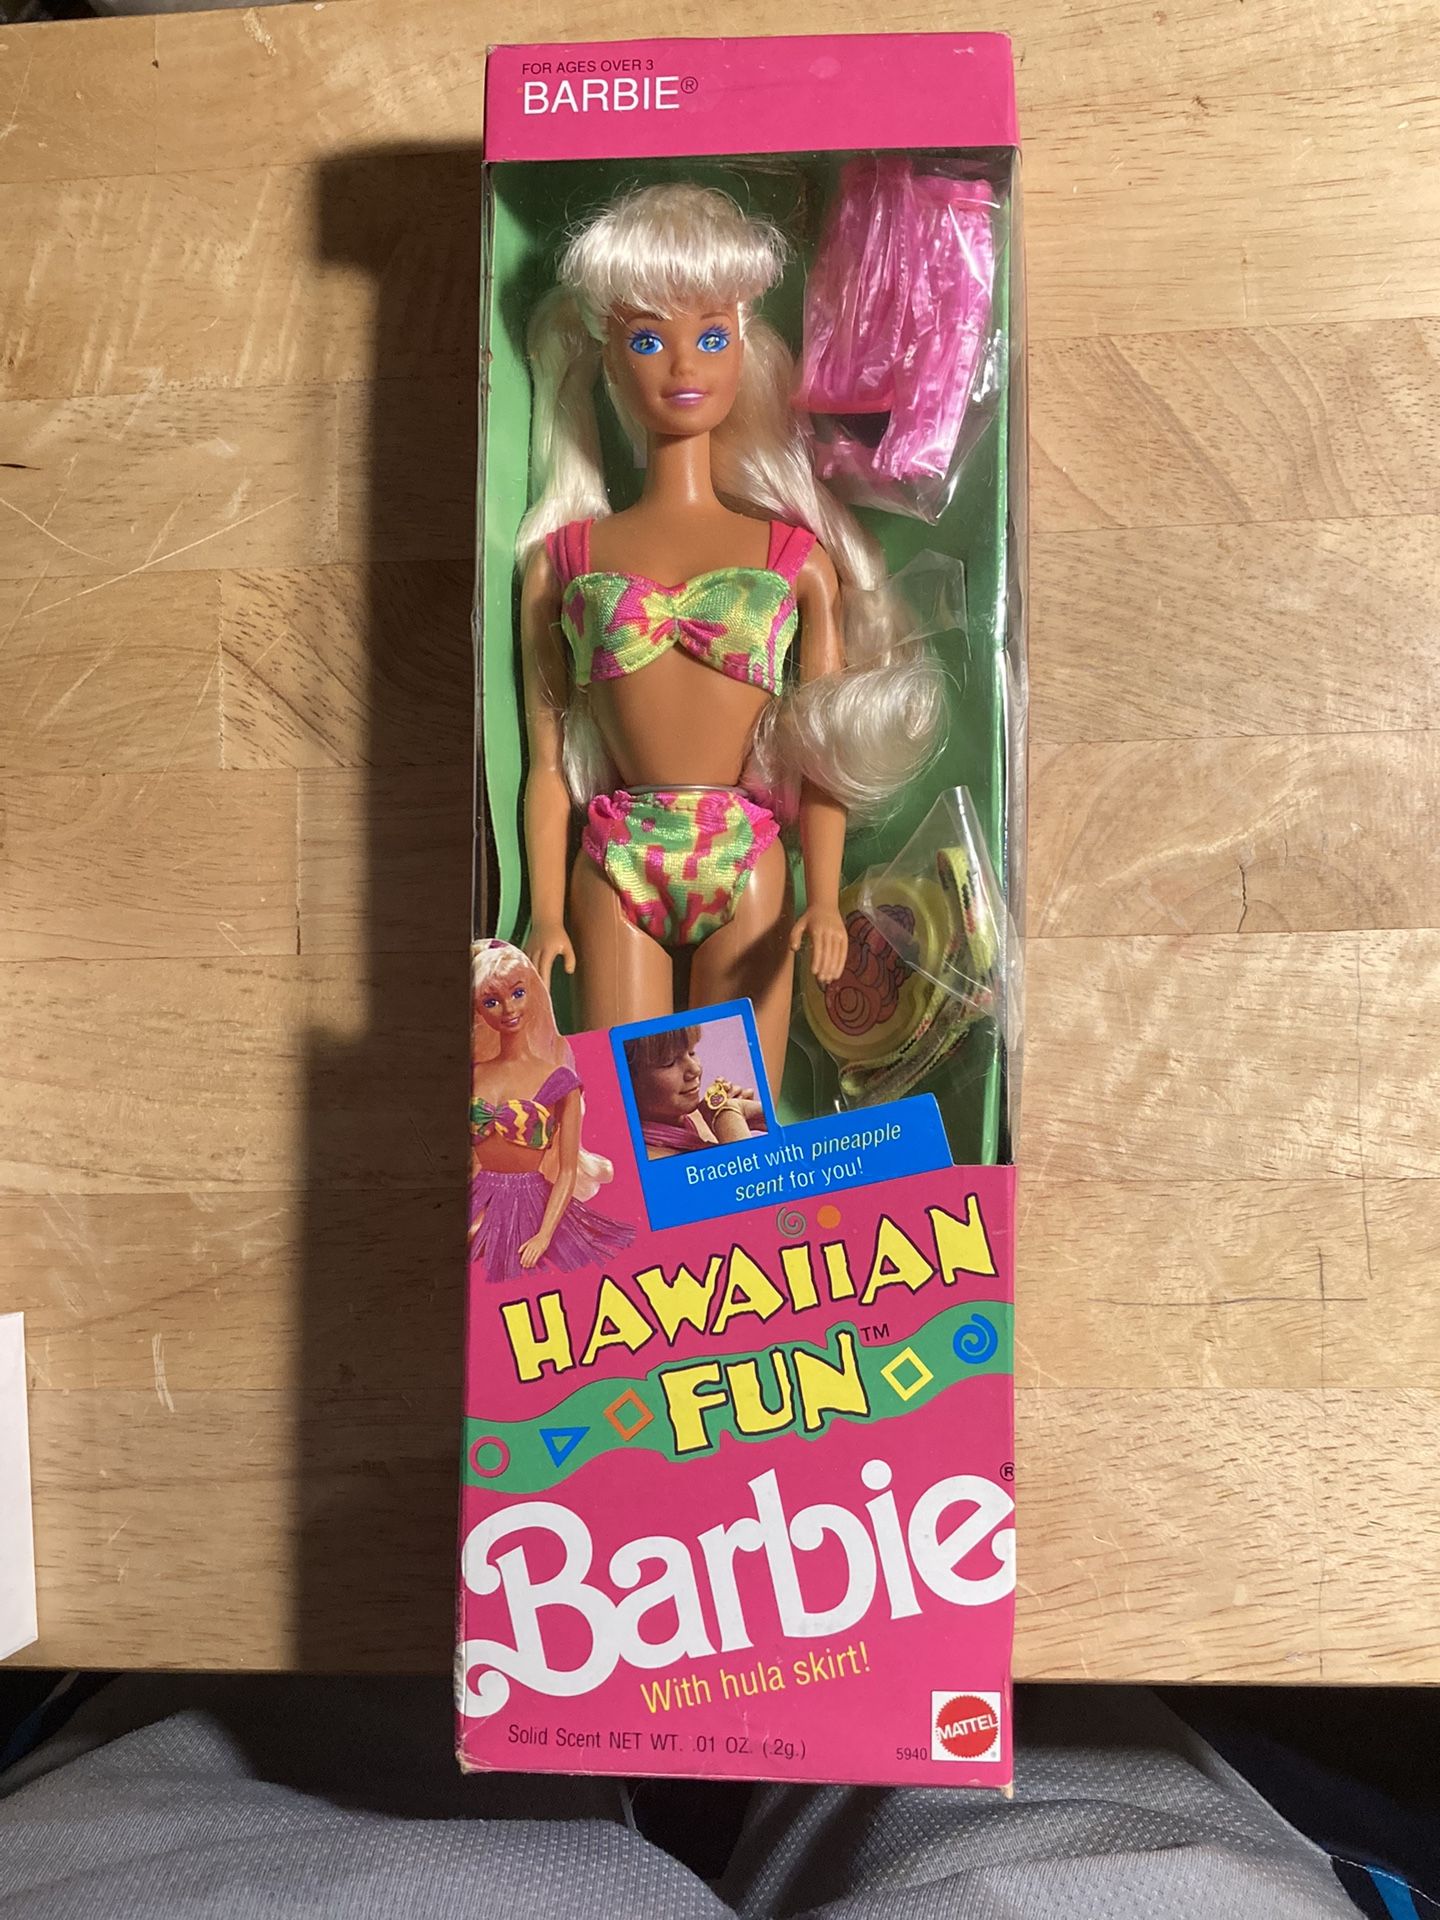 FOR AGES OVER 3
BARBIE®
Bracelet with pineapple
scent for you!
HAWAIIAN
FUN™
Barbie®
With hula skirt!
Solid Scent NET WT. .01 OZ. (.2g.)
5940
MATTEL®